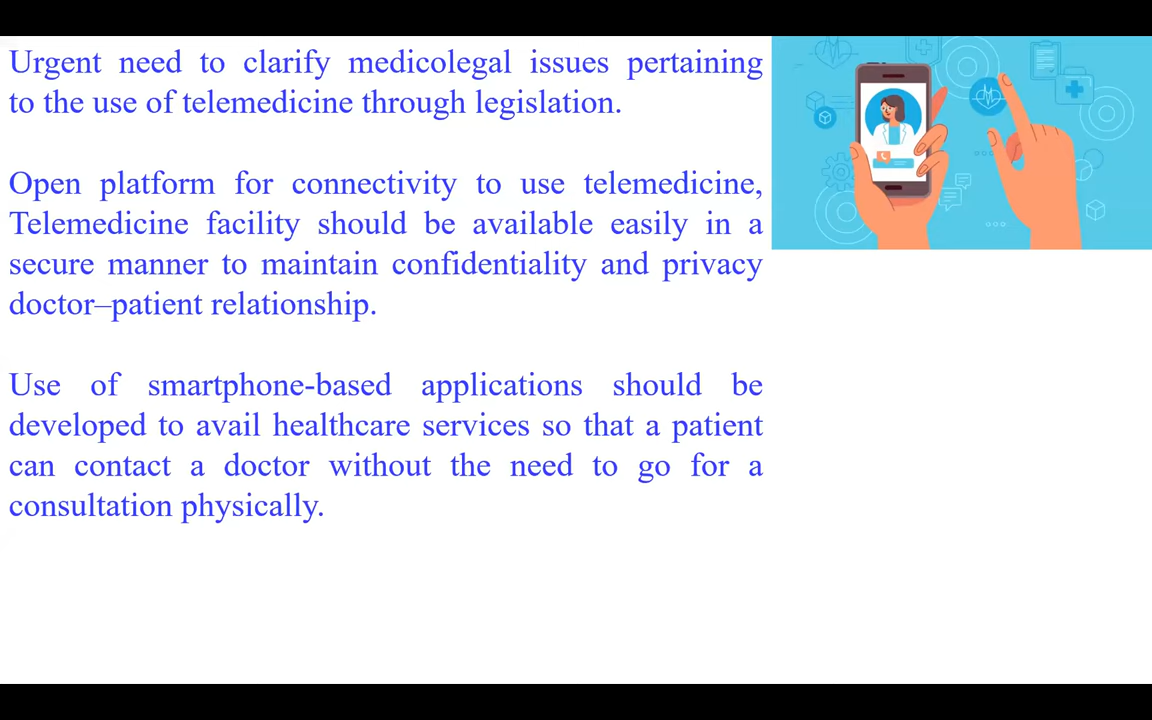 Urgent need to clarify medicolegal issues pertaining
to the use of telemedicine through legislation.
Open platform for connectivity to use telemedicine,
Telemedicine facility should be available easily in a
secure manner to maintain confidentiality and privacy
doctor–patient relationship.
Use of smartphone-based applications should be
developed to avail healthcare services so that a patient
can contact a doctor without the need to go for a
consultation physically.